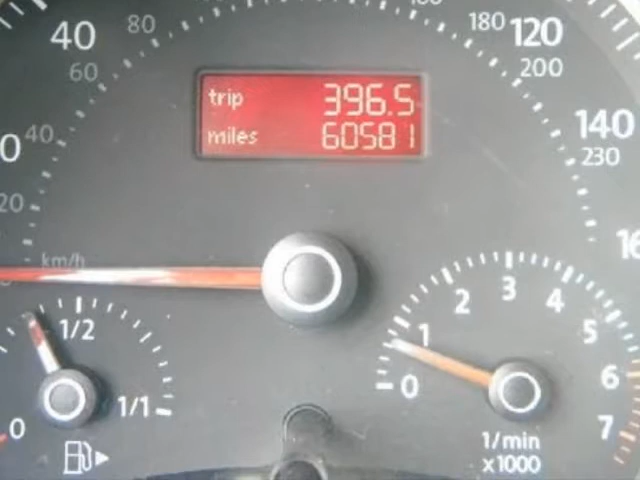 40 80 180 120
60 200
trip 396.5
miles 60581
40 140
0 230
20
km/h 16
1/2 1/1 0
0 1 2 3 4 5 6 7
1/min
x1000